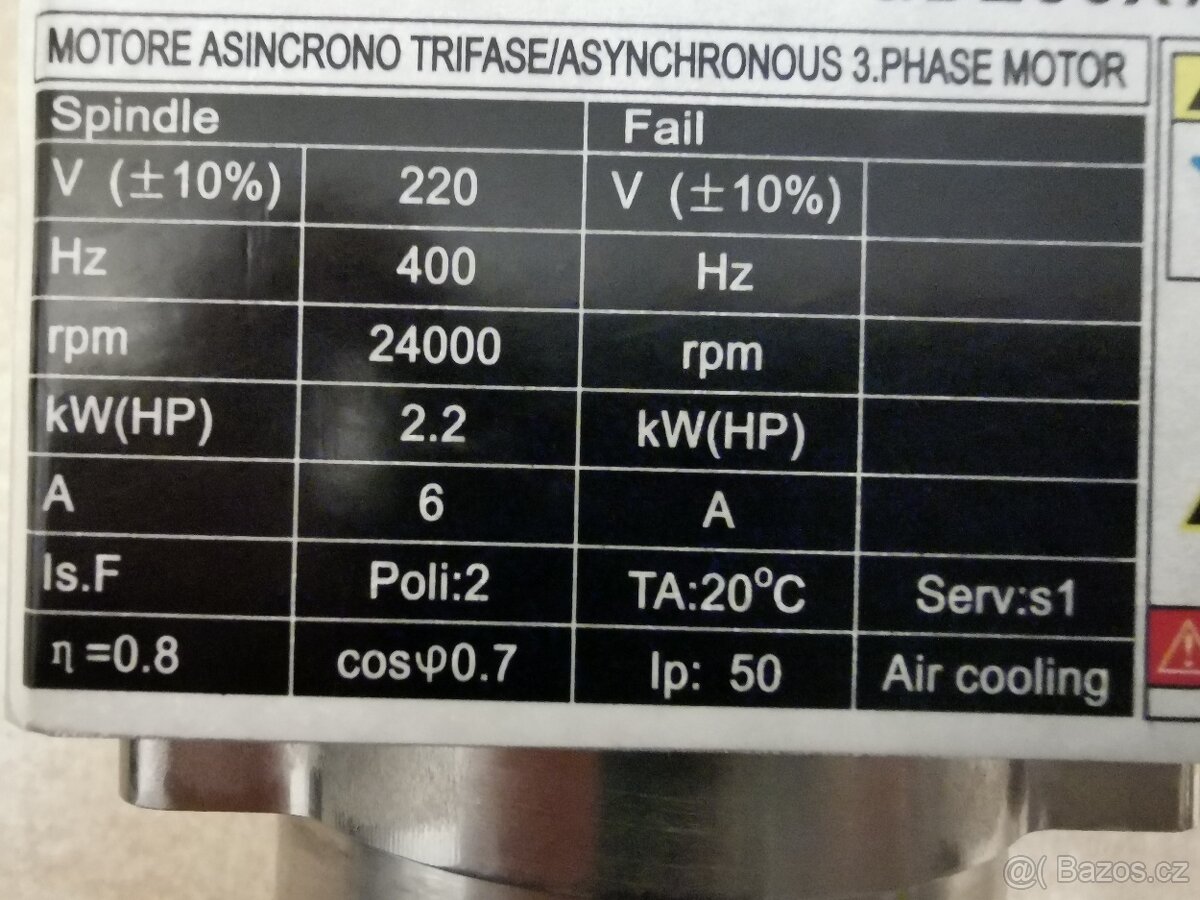 MOTORE ASINCRONO TRIFASE/ASYNCHRONOUS 3.PHASE MOTOR
Spindle Fail
V (±10%) 220 V (±10%)
Hz 400 Hz
rpm 24000 rpm
kW(HP) 2.2 kW(HP)
A 6 A
Is.F Poli:2 TA:20°C Serv:s1
η=0.8 cosφ0.7 Ip: 50 Air cooling
@( Bazos.cz